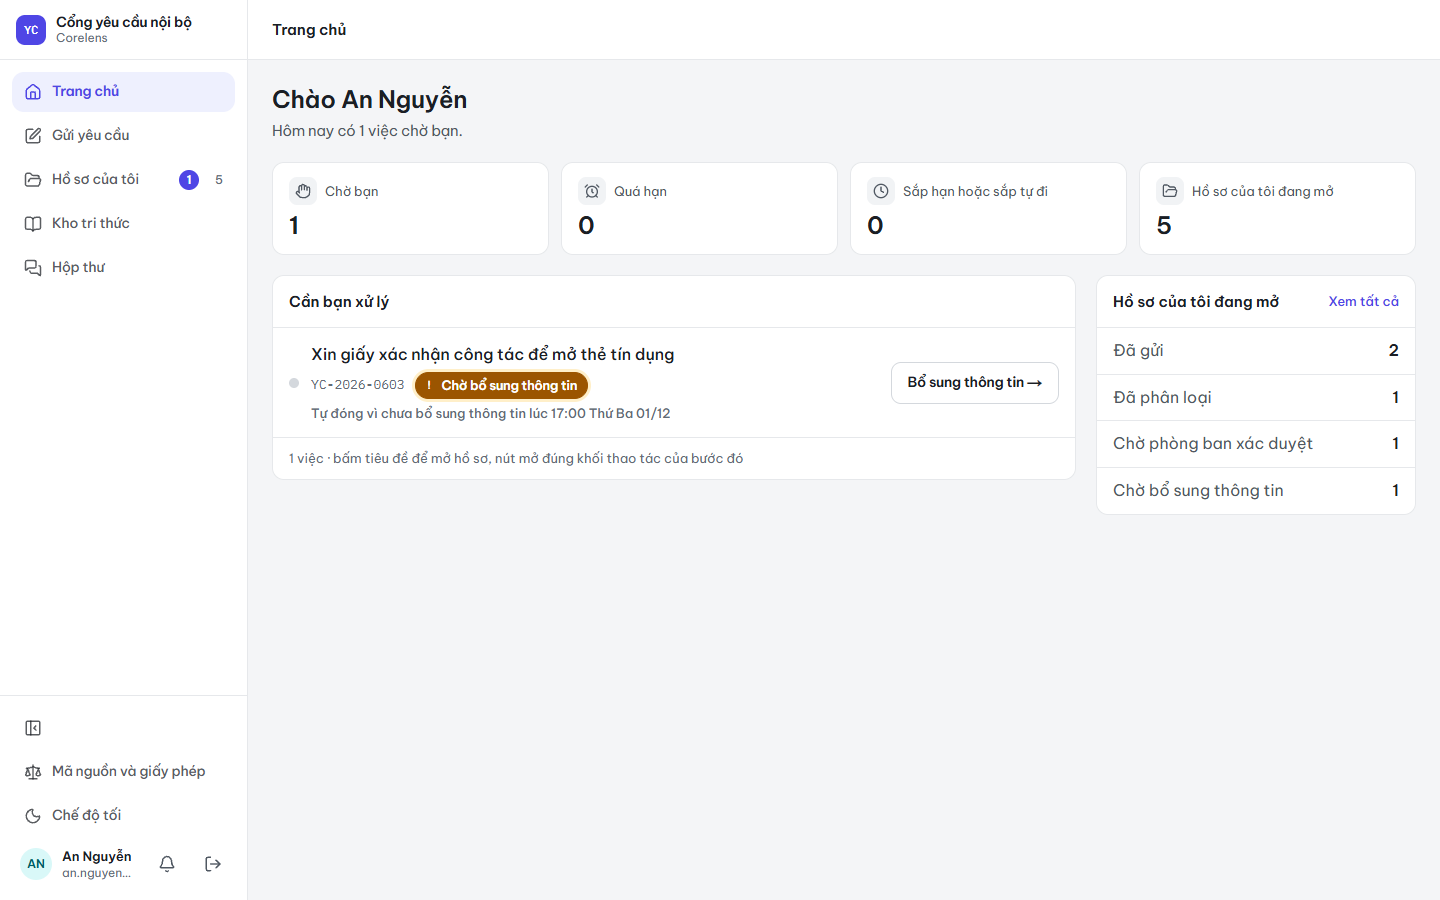 YC
Cổng yêu cầu nội bộ
Corelens
Trang chủ
Gửi yêu cầu
Hồ sơ của tôi 1 5
Kho tri thức
Hộp thư
Mã nguồn và giấy phép
Chế độ tối
AN
An Nguyễn
an.nguyen...
Trang chủ
Chào An Nguyễn
Hôm nay có 1 việc chờ bạn.
Chờ bạn
1
Quá hạn
0
Sắp hạn hoặc sắp tự đi
0
Hồ sơ của tôi đang mở
5
Cần bạn xử lý
Xin giấy xác nhận công tác để mở thẻ tín dụng
YC-2026-0603 ! Chờ bổ sung thông tin
Tự đóng vì chưa bổ sung thông tin lúc 17:00 Thứ Ba 01/12
Bổ sung thông tin →
1 việc · bấm tiêu đề để mở hồ sơ, nút mở đúng khối thao tác của bước đó
Hồ sơ của tôi đang mở Xem tất cả
Đã gửi 2
Đã phân loại 1
Chờ phòng ban xác duyệt 1
Chờ bổ sung thông tin 1